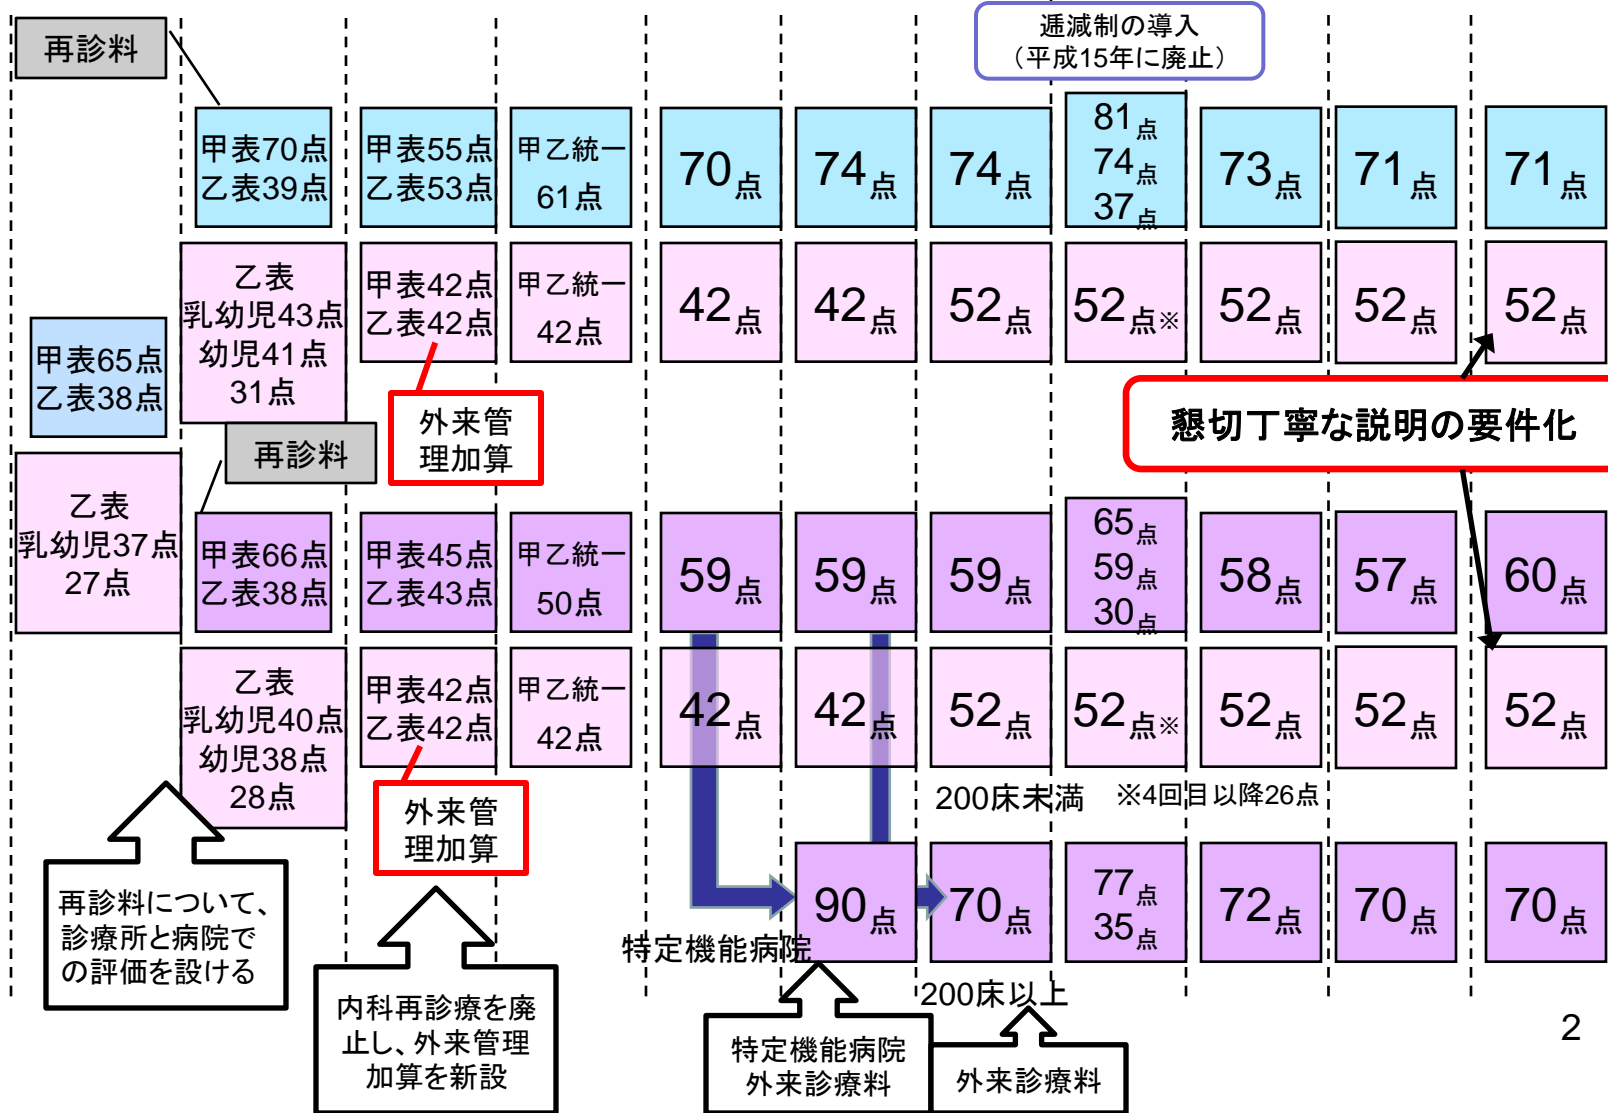 再診料
逓減制の導入
（平成15年に廃止）
甲表70点
乙表39点
甲表55点
乙表53点
甲乙統一
61点
70点
74点
74点
81点
74点
37点
73点
71点
71点
甲表65点
乙表38点
乙表
乳幼児43点
幼児41点
31点
甲表42点
乙表42点
甲乙統一
42点
42点
42点
52点
52点※
52点
52点
52点
外来管
理加算
懇切丁寧な説明の要件化
再診料
乙表
乳幼児37点
27点
甲表66点
乙表38点
甲表45点
乙表43点
甲乙統一
50点
59点
59点
59点
65点
59点
30点
58点
57点
60点
乙表
乳幼児40点
幼児38点
28点
甲表42点
乙表42点
甲乙統一
42点
42点
42点
52点
52点※
52点
52点
52点
外来管
理加算
200床未満
※4回目以降26点
90点
70点
77点
35点
72点
70点
70点
特定機能病院
200床以上
再診料について、
診療所と病院で
の評価を設ける
内科再診療を廃
止し、外来管理
加算を新設
特定機能病院
外来診療料
外来診療料
2